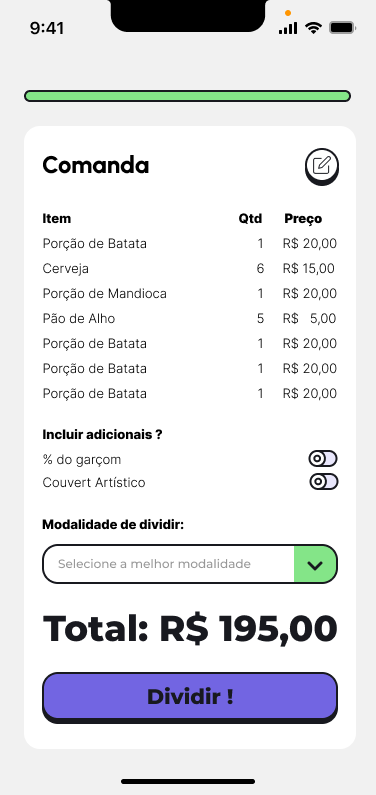 9:41
Comanda
Item Qtd Preço
Porção de Batata 1 R$ 20,00
Cerveja 6 R$ 15,00
Porção de Mandioca 1 R$ 20,00
Pão de Alho 5 R$ 5,00
Porção de Batata 1 R$ 20,00
Porção de Batata 1 R$ 20,00
Porção de Batata 1 R$ 20,00
Incluir adicionais ?
% do garçom
Couvert Artístico
Modalidade de dividir:
Selecione a melhor modalidade
Total: R$ 195,00
Dividir !